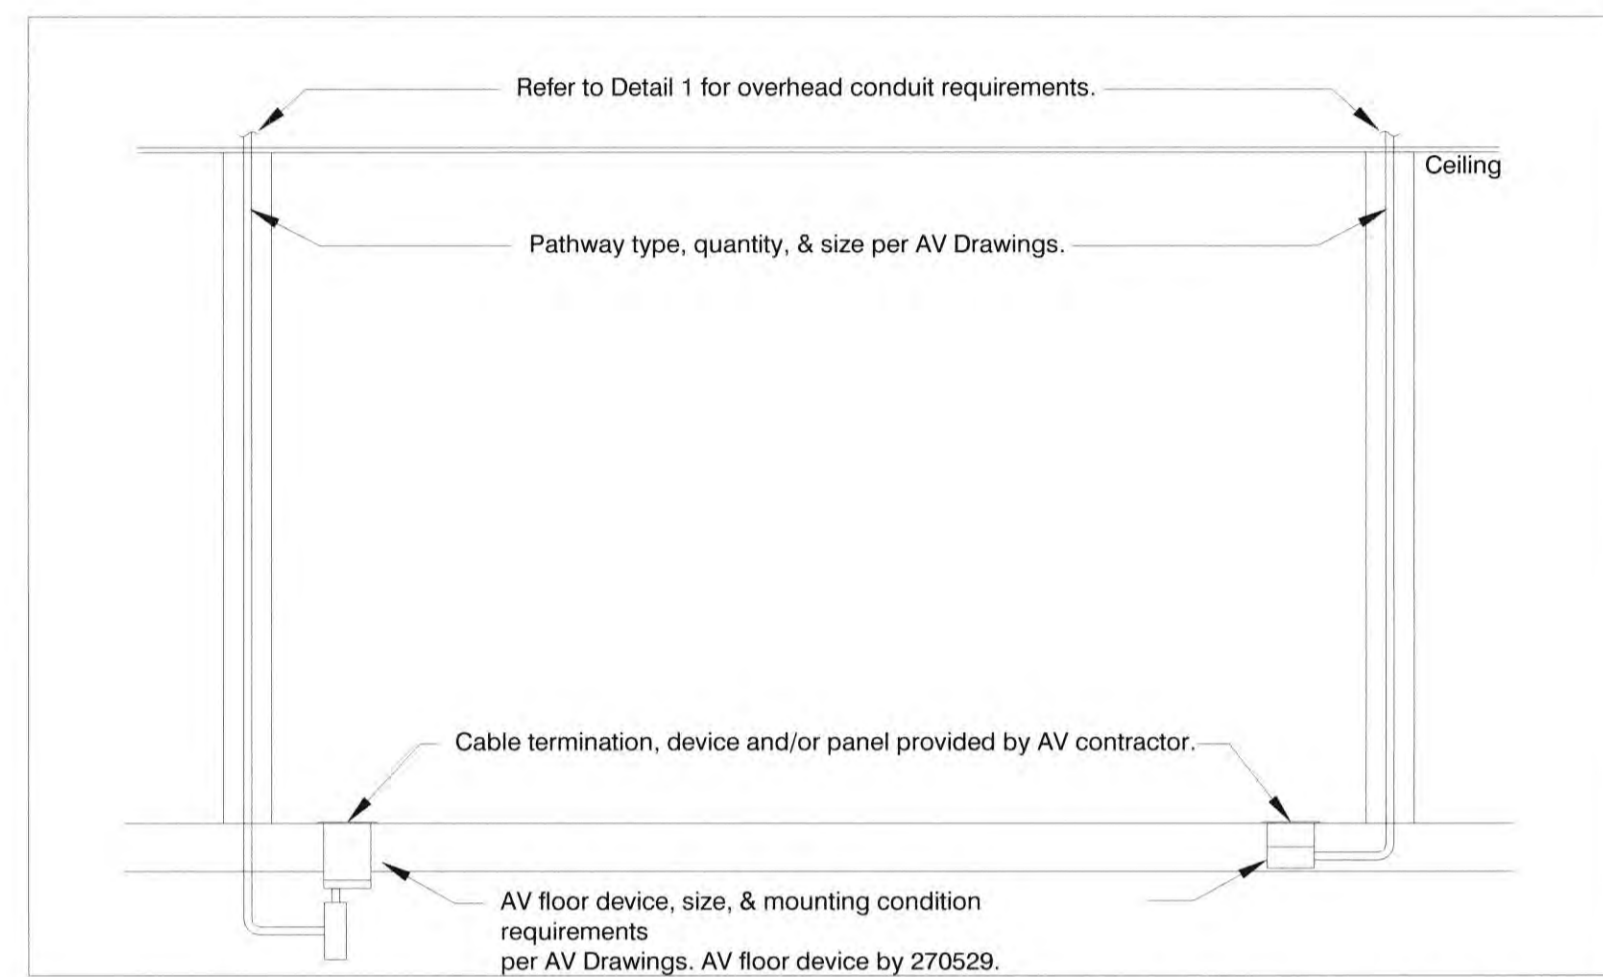 Refer to Detail 1 for overhead conduit requirements.
Ceiling
Pathway type, quantity, & size per AV Drawings.
Cable termination, device and/or panel provided by AV contractor.
AV floor device, size, & mounting condition
requirements
per AV Drawings. AV floor device by 270529.